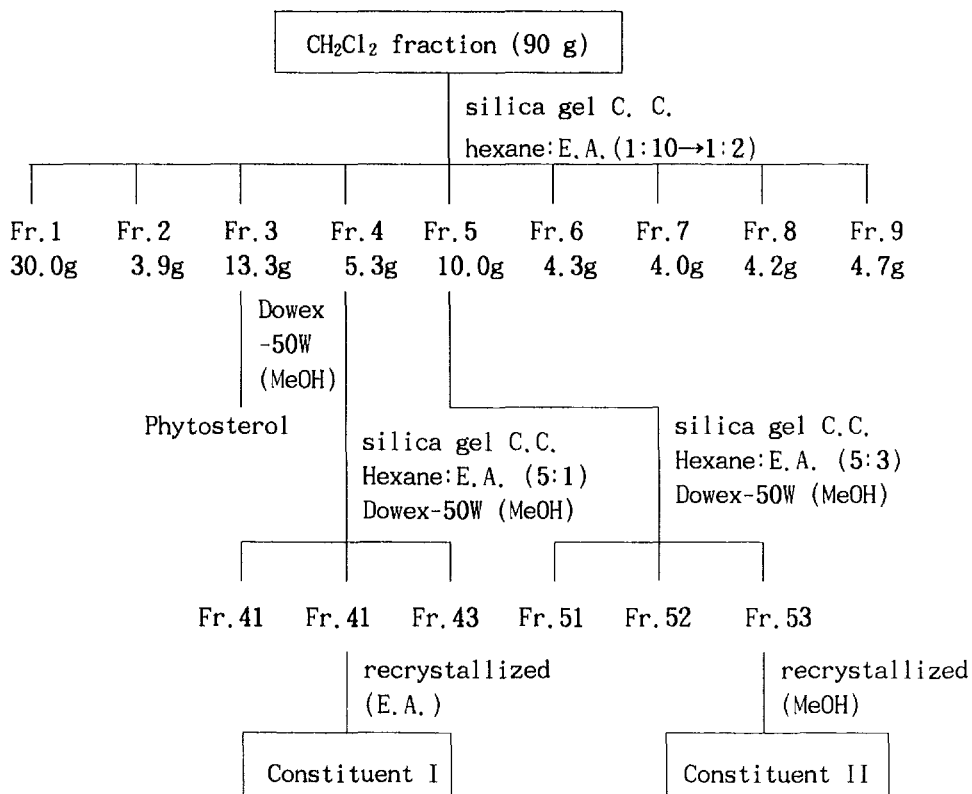 CH₂Cl₂ fraction (90 g)
silica gel C. C.
hexane:E.A.(1:10→1:2)
Fr.1 Fr.2 Fr.3 Fr.4 Fr.5 Fr.6 Fr.7 Fr.8 Fr.9
30.0g 3.9g 13.3g 5.3g 10.0g 4.3g 4.0g 4.2g 4.7g
Dowex
-50W
(MeOH)
Phytosterol
silica gel C.C.
Hexane:E.A. (5:1)
Dowex-50W (MeOH)
silica gel C.C.
Hexane:E.A. (5:3)
Dowex-50W (MeOH)
Fr.41 Fr.41 Fr.43 Fr.51 Fr.52 Fr.53
recrystallized
(E.A.)
recrystallized
(MeOH)
Constituent I
Constituent II